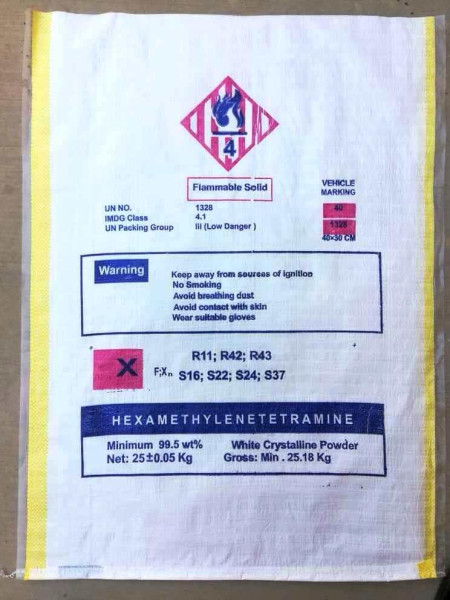 4
Flammable Solid
VEHICLE
MARKING
UN NO. 1328
IMDG Class 4.1
UN Packing Group III (Low Danger )
40
1328
40×30 CM
Warning
Keep away from sources of ignition
No Smoking
Avoid breathing dust
Avoid contact with skin
Wear suitable gloves
X
F;Xn
R11; R42; R43
S16; S22; S24; S37
HEXAMETHYLENETETRAMINE
Minimum 99.5 wt% White Crystalline Powder
Net: 25±0.05 Kg Gross: Min . 25.18 Kg